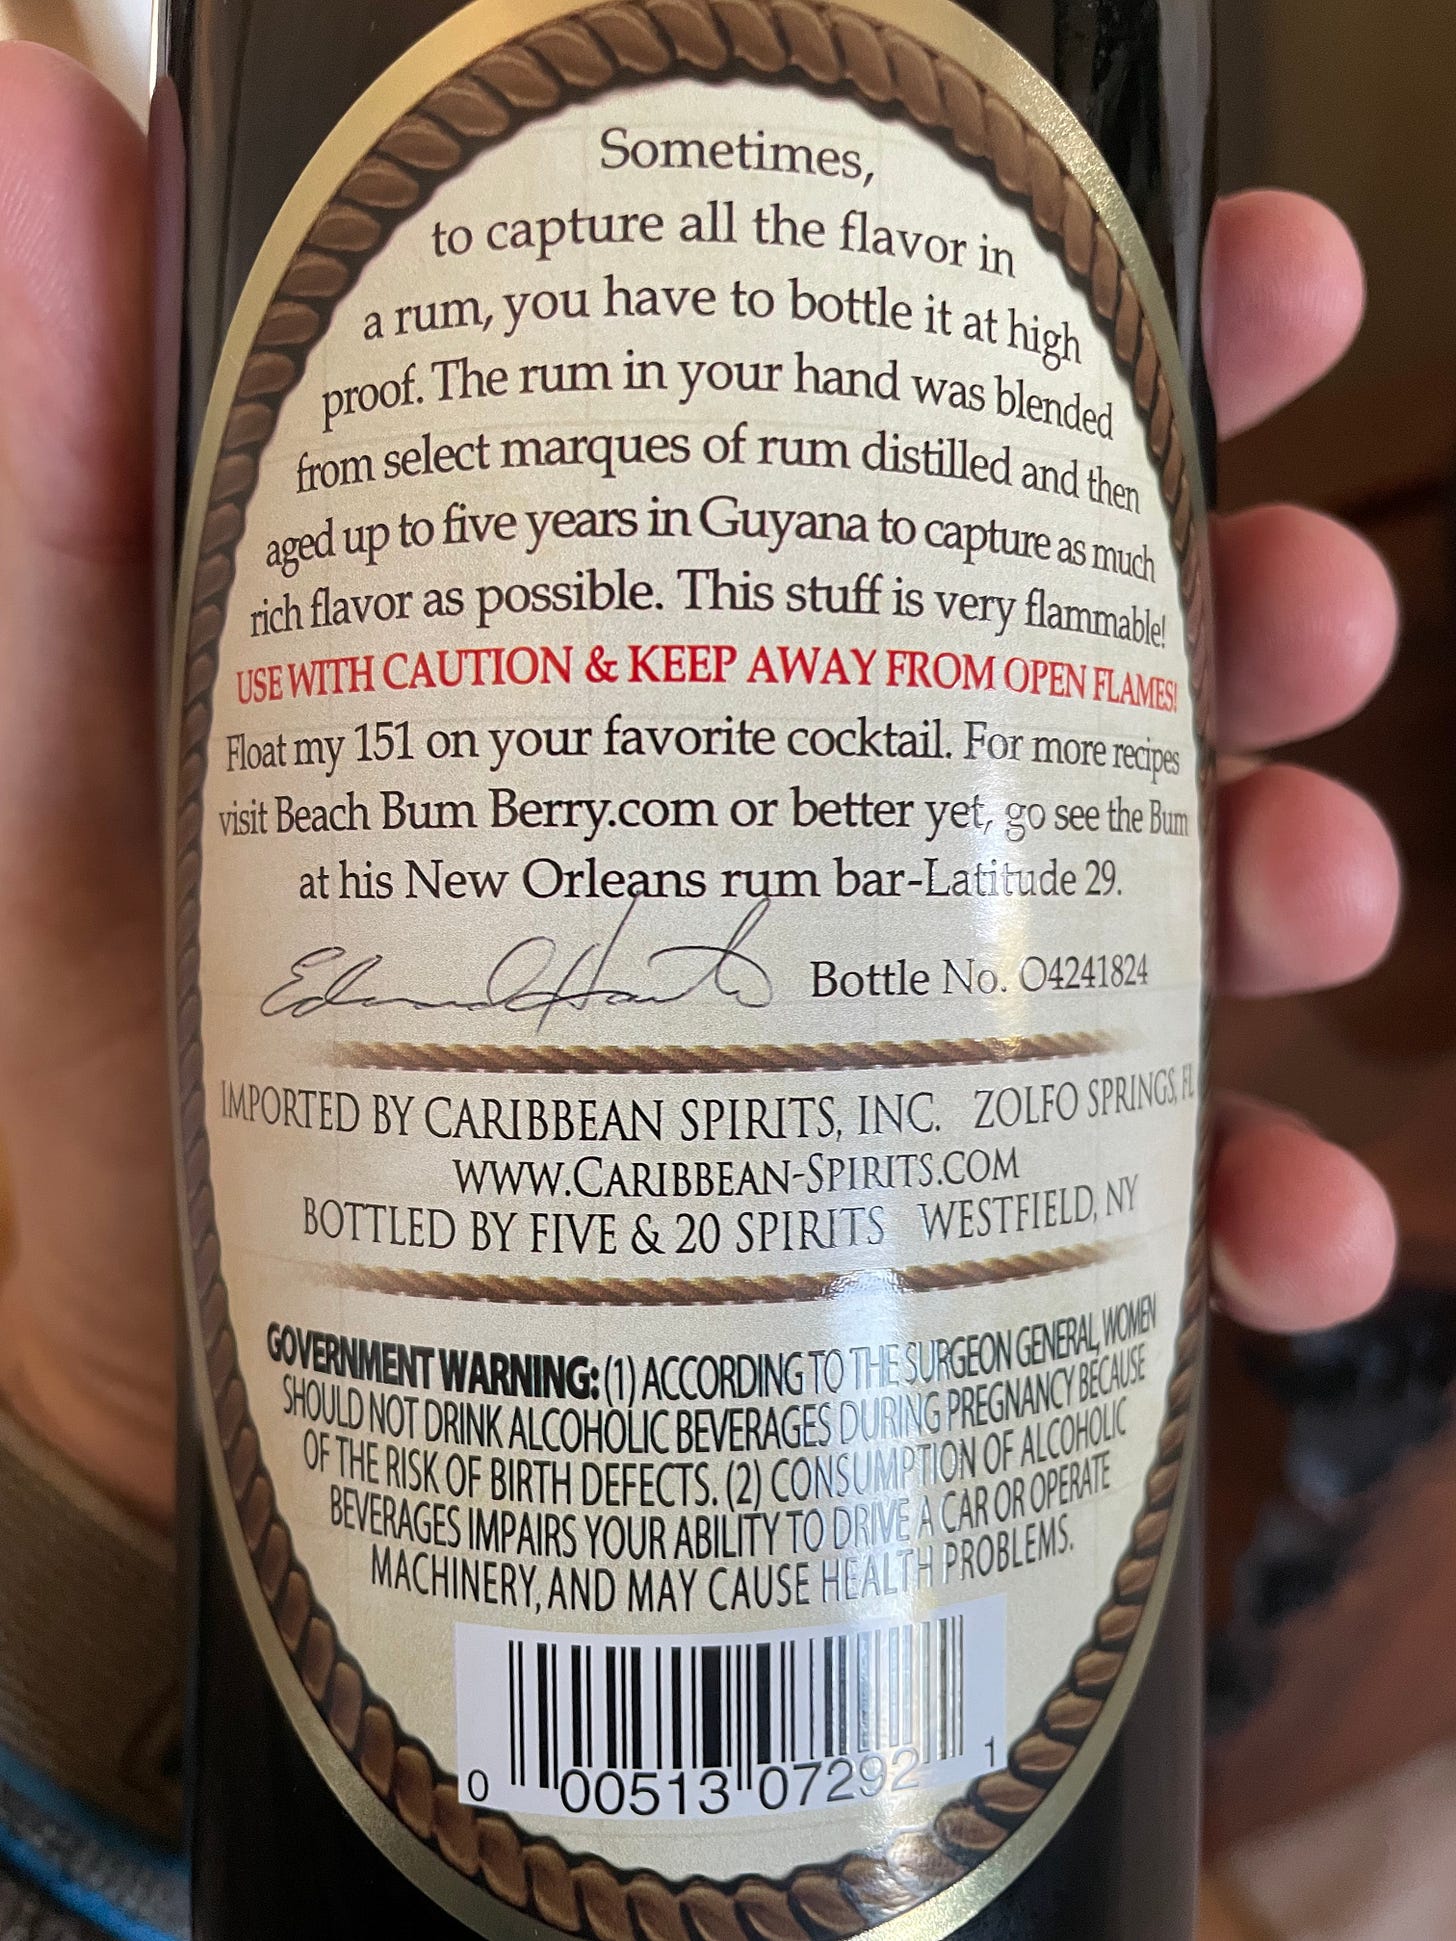 Sometimes,
to capture all the flavor in
a rum, you have to bottle it at high
proof. The rum in your hand was blended
from select marques of rum distilled and then
aged up to five years in Guyana to capture as much
rich flavor as possible. This stuff is very flammable!
USE WITH CAUTION & KEEP AWAY FROM OPEN FLAMES!
Float my 151 on your favorite cocktail. For more recipes
visit Beach Bum Berry.com or better yet, go see the Bum
at his New Orleans rum bar-Latitude 29.
Bottle No. O4241824
IMPORTED BY CARIBBEAN SPIRITS, INC. ZOLFO SPRINGS, FL
WWW.CARIBBEAN-SPIRITS.COM
BOTTLED BY FIVE & 20 SPIRITS WESTFIELD, NY
GOVERNMENT WARNING: (1) ACCORDING TO THE SURGEON GENERAL, WOMEN
SHOULD NOT DRINK ALCOHOLIC BEVERAGES DURING PREGNANCY BECAUSE
OF THE RISK OF BIRTH DEFECTS. (2) CONSUMPTION OF ALCOHOLIC
BEVERAGES IMPAIRS YOUR ABILITY TO DRIVE A CAR OR OPERATE
MACHINERY, AND MAY CAUSE HEALTH PROBLEMS.
0 00513 07292 1